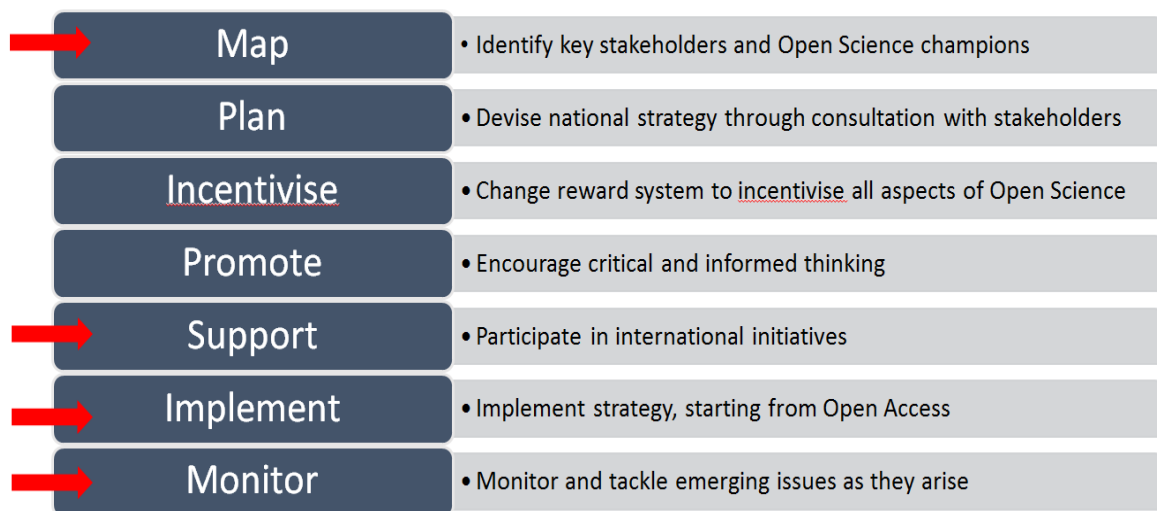 Map
• Identify key stakeholders and Open Science champions
Plan
• Devise national strategy through consultation with stakeholders
Incentivise
• Change reward system to incentivise all aspects of Open Science
Promote
• Encourage critical and informed thinking
Support
• Participate in international initiatives
Implement
• Implement strategy, starting from Open Access
Monitor
• Monitor and tackle emerging issues as they arise